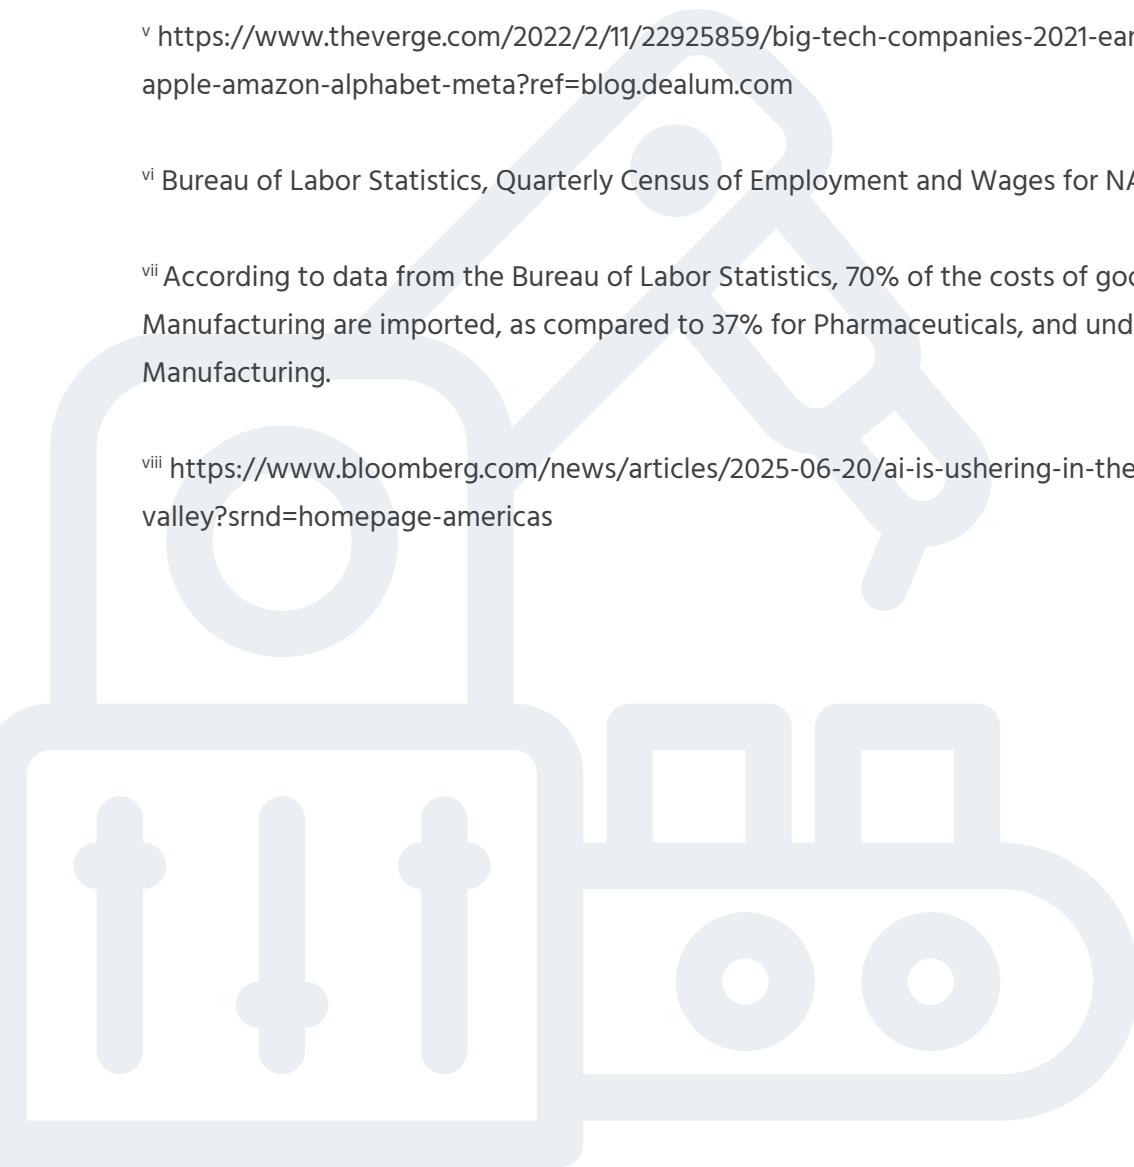 v https://www.theverge.com/2022/2/11/22925859/big-tech-companies-2021-ear
apple-amazon-alphabet-meta?ref=blog.dealum.com
vi Bureau of Labor Statistics, Quarterly Census of Employment and Wages for NA
vii According to data from the Bureau of Labor Statistics, 70% of the costs of goo
Manufacturing are imported, as compared to 37% for Pharmaceuticals, and und
Manufacturing.
viii https://www.bloomberg.com/news/articles/2025-06-20/ai-is-ushering-in-the
valley?srnd=homepage-americas